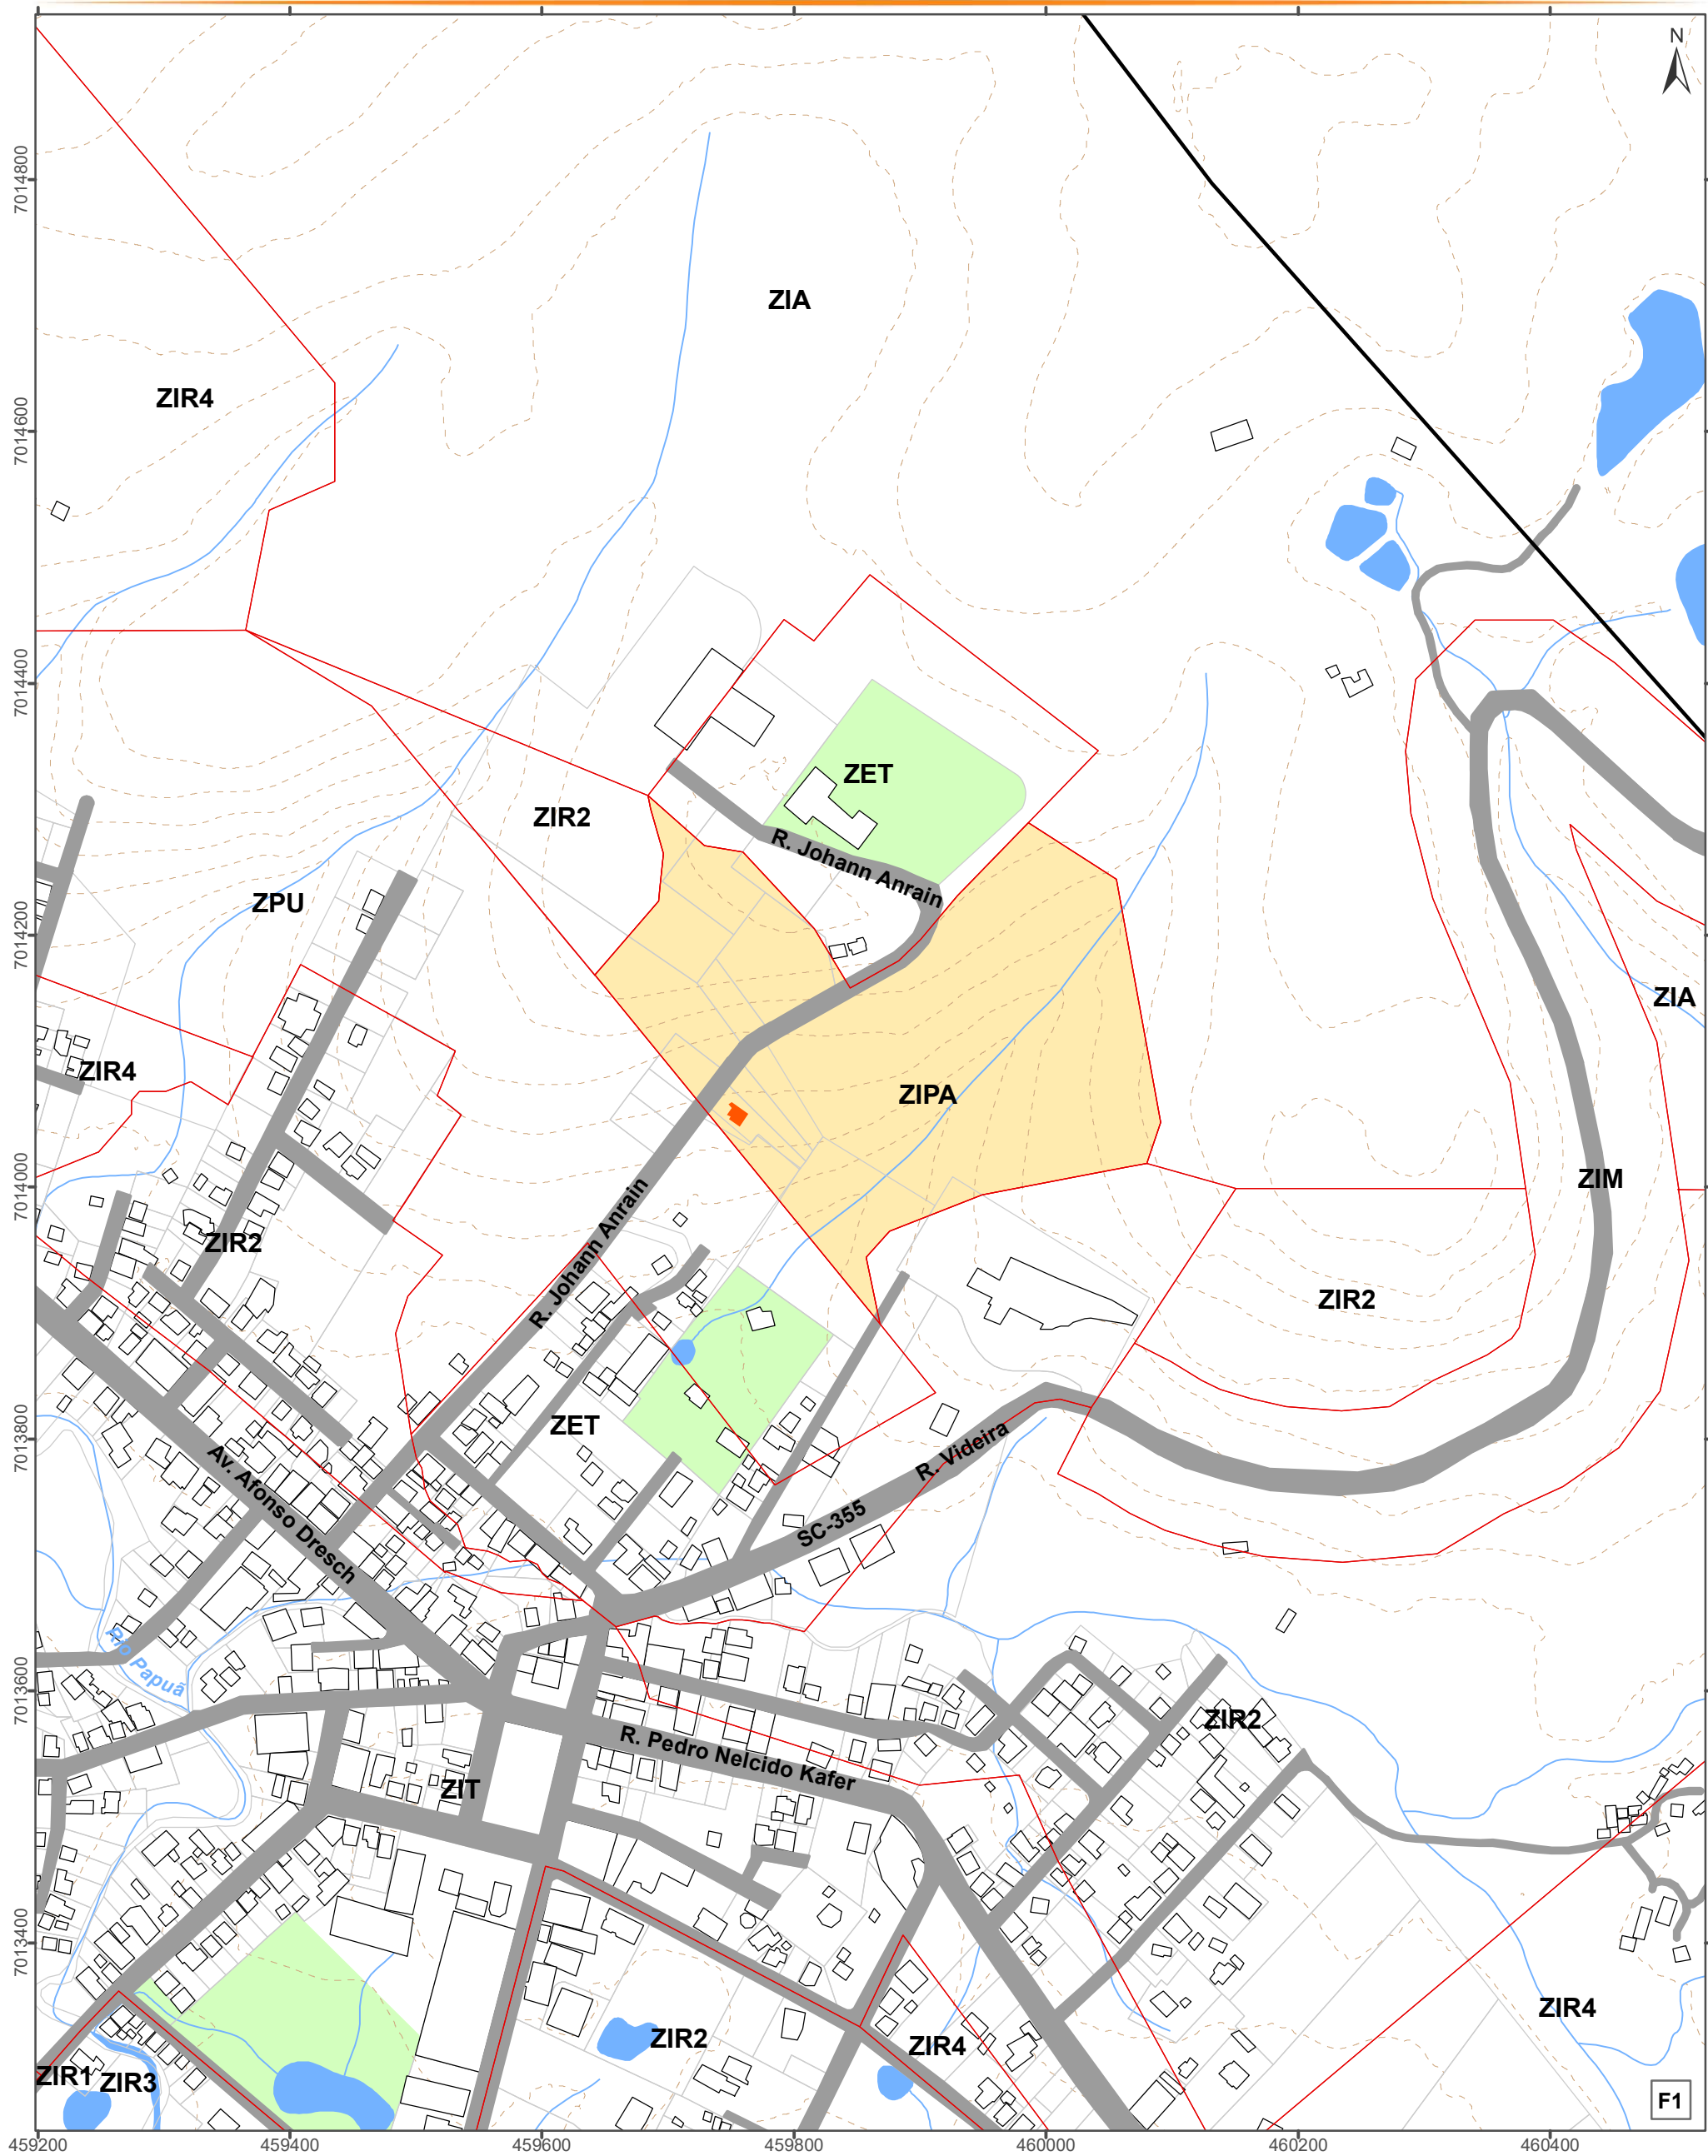 N
7014800
ZIA
ZIR4
7014600
7014400
ZET
ZIR2
R. Johann Anrain
ZPU
7014200
ZIA
ZIR4
ZIPA
7014000
ZIM
R. Johann Anrain
ZIR2
ZIR2
7013800
ZET
R. Videira
SC-355
Av. Afonso Dresch
Rio Papuã
7013600
ZIR2
R. Pedro Nelcido Kafer
ZIT
7013400
ZIR4
ZIR2
ZIR4
ZIR1
ZIR3
F1
459200
459400
459600
459800
460000
460200
460400